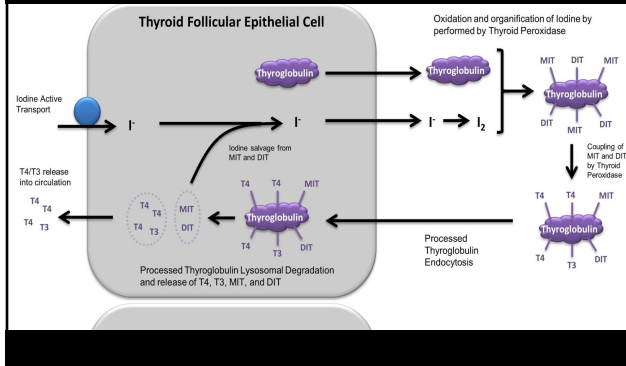 Thyroid Follicular Epithelial Cell
Oxidation and organification of Iodine by
performed by Thyroid Peroxidase
Thyroglobulin
Thyroglobulin
MIT
DIT
MIT
Thyroglobulin
DIT
MIT
DIT
Iodine Active
Transport
I-
I-
I-
I2
Iodine salvage from
MIT and DIT
Coupling of
MIT and DIT
by Thyroid
Peroxidase
T4/T3 release
into circulation
T4
T4
T4
T3
T4
T4
T4
T3
MIT
DIT
T4
T4
MIT
Thyroglobulin
T4
T3
DIT
T4
T4
MIT
Thyroglobulin
T4
T3
DIT
Processed
Thyroglobulin
Endocytosis
Processed Thyroglobulin Lysosomal Degradation
and release of T4, T3, MIT, and DIT